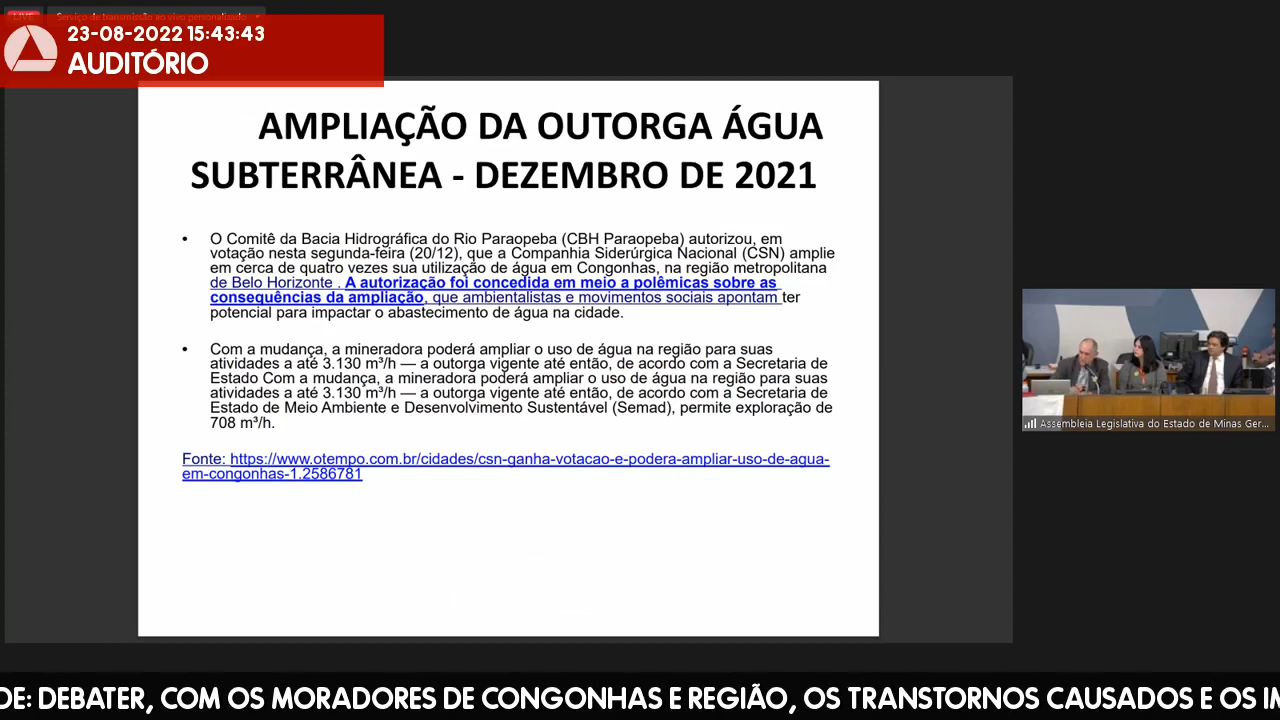 LIVE
Serviço de transmissão ao vivo personalizado
23-08-2022 15:43:43
AUDITÓRIO
AMPLIAÇÃO DA OUTORGA ÁGUA
SUBTERRÂNEA - DEZEMBRO DE 2021
• O Comitê da Bacia Hidrográfica do Rio Paraopeba (CBH Paraopeba) autorizou, em
votação nesta segunda-feira (20/12), que a Companhia Siderúrgica Nacional (CSN) amplie
em cerca de quatro vezes sua utilização de água em Congonhas, na região metropolitana
de Belo Horizonte . A autorização foi concedida em meio a polêmicas sobre as
consequências da ampliação, que ambientalistas e movimentos sociais apontam ter
potencial para impactar o abastecimento de água na cidade.
• Com a mudança, a mineradora poderá ampliar o uso de água na região para suas
atividades a até 3.130 m³/h — a outorga vigente até então, de acordo com a Secretaria de
Estado Com a mudança, a mineradora poderá ampliar o uso de água na região para suas
atividades a até 3.130 m³/h — a outorga vigente até então, de acordo com a Secretaria de
Estado de Meio Ambiente e Desenvolvimento Sustentável (Semad), permite exploração de
708 m³/h.
Fonte: https://www.otempo.com.br/cidades/csn-ganha-votacao-e-podera-ampliar-uso-de-agua-
em-congonhas-1.2586781
Assembleia Legislativa do Estado de Minas Ger...
DE: DEBATER, COM OS MORADORES DE CONGONHAS E REGIÃO, OS TRANSTORNOS CAUSADOS E OS IM